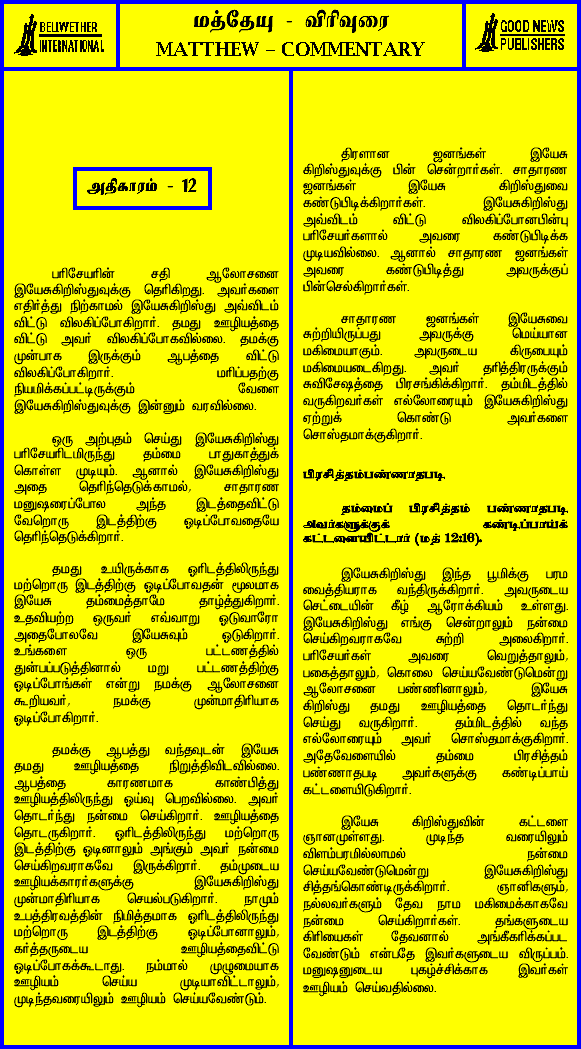 BELIWETHER
INTERNATIONAL
மத்தேயு - விரிவுரை
MATTHEW – COMMENTARY
GOOD NEWS
PUBLISHERS
அதிகாரம் - 12
பரிசேயரின் சதி ஆலோசனை
இயேசுகிறிஸ்துவுக்கு தெரிகிறது. அவர்களை
எதிர்த்து நிற்காமல் இயேசுகிறிஸ்து அவ்விடம்
விட்டு விலகிப்போகிறார். தமது ஊழியத்தை
விட்டு அவர் விலகிப்போகவில்லை. தமக்கு
முன்பாக இருக்கும் ஆபத்தை விட்டு
விலகிப்போகிறார். மரிப்பதற்கு
நியமிக்கப்பட்டிருக்கும் வேளை
இயேசுகிறிஸ்துவுக்கு இன்னும் வரவில்லை.
ஒரு அற்புதம் செய்து இயேசுகிறிஸ்து
பரிசேயரிடமிருந்து தம்மை பாதுகாத்துக்
கொள்ள முடியும். ஆனால் இயேசுகிறிஸ்து
அதை தெரிந்தெடுக்காமல், சாதாரண
மனுஷரைப்போல அந்த இடத்தைவிட்டு
வேறொரு இடத்திற்கு ஓடிப்போவதையே
தெரிந்தெடுக்கிறார்.
தமது உயிருக்காக ஓரிடத்திலிருந்து
மற்றொரு இடத்திற்கு ஓடிப்போவதன் மூலமாக
இயேசு தம்மைத்தாமே தாழ்த்துகிறார்.
உதவியற்ற ஒருவர் எவ்வாறு ஓடுவாரோ
அதைபோலவே இயேசுவும் ஓடுகிறார்.
உங்களை ஒரு பட்டணத்தில்
துன்பப்படுத்தினால் மறு பட்டணத்திற்கு
ஓடிப்போங்கள் என்று நமக்கு ஆலோசனை
கூறியவர், நமக்கு முன்மாதிரியாக
ஓடிப்போகிறார்.
தமக்கு ஆபத்து வந்தவுடன் இயேசு
தமது ஊழியத்தை நிறுத்திவிடவில்லை.
ஆபத்தை காரணமாக காண்பித்து
ஊழியத்திலிருந்து ஓய்வு பெறவில்லை. அவர்
தொடர்ந்து நன்மை செய்கிறார். ஊழியத்தை
தொடருகிறார். ஓரிடத்திலிருந்து மற்றொரு
இடத்திற்கு ஓடினாலும் அங்கும் அவர் நன்மை
செய்கிறவராகவே இருக்கிறார். தம்முடைய
ஊழியக்காரர்களுக்கு இயேசுகிறிஸ்து
முன்மாதிரியாக செயல்படுகிறார். நாமும்
உபத்திரவத்தின் நிமித்தமாக ஓரிடத்திலிருந்து
மற்றொரு இடத்திற்கு ஓடிப்போனாலும்,
கர்த்தருடைய ஊழியத்தைவிட்டு
ஓடிப்போகக்கூடாது. நம்மால் முழுமையாக
ஊழியம் செய்ய முடியாவிட்டாலும்,
முடிந்தவரையிலும் ஊழியம் செய்யவேண்டும்.
திரளான ஜனங்கள் இயேசு
கிறிஸ்துவுக்கு பின் சென்றார்கள். சாதாரண
ஜனங்கள் இயேசு கிறிஸ்துவை
கண்டுபிடிக்கிறார்கள். இயேசுகிறிஸ்து
அவ்விடம் விட்டு விலகிப்போனபின்பு
பரிசேயர்களால் அவரை கண்டுபிடிக்க
முடியவில்லை. ஆனால் சாதாரண ஜனங்கள்
அவரை கண்டுபிடித்து அவருக்குப்
பின்செல்கிறார்கள்.
சாதாரண ஜனங்கள் இயேசுவை
சுற்றியிருப்பது அவருக்கு மெய்யான
மகிமையாகும். அவருடைய கிருபையும்
மகிமையடைகிறது. அவர் தரித்திரருக்கும்
சுவிசேஷத்தை பிரசங்கிக்கிறார். தம்மிடத்தில்
வருகிறவர்கள் எல்லோரையும் இயேசுகிறிஸ்து
ஏற்றுக் கொண்டு அவர்களை
சொஸ்தமாக்குகிறார்.
பிரசித்தம்பண்ணாதபடி.
தம்மைப் பிரசித்தம் பண்ணாதபடி
அவர்களுக்குக் கண்டிப்பாய்க்
கட்டளையிட்டார் (மத் 12:16).
இயேசுகிறிஸ்து இந்த பூமிக்கு பரம
வைத்தியராக வந்திருக்கிறார். அவருடைய
செட்டையின் கீழ் ஆரோக்கியம் உள்ளது.
இயேசுகிறிஸ்து எங்கு சென்றாலும் நன்மை
செய்கிறவராகவே சுற்றி அலைகிறார்.
பரிசேயர்கள் அவரை வெறுத்தாலும்,
பகைத்தாலும், கொலை செய்யவேண்டுமென்று
ஆலோசனை பண்ணினாலும், இயேசு
கிறிஸ்து தமது ஊழியத்தை தொடர்ந்து
செய்து வருகிறார். தம்மிடத்தில் வந்த
எல்லோரையும் அவர் சொஸ்தமாக்குகிறார்.
அதேவேளையில் தம்மை பிரசித்தம்
பண்ணாதபடி அவர்களுக்கு கண்டிப்பாய்
கட்டளையிடுகிறார்.
இயேசு கிறிஸ்துவின் கட்டளை
ஞானமுள்ளது. முடிந்த வரையிலும்
விளம்பரமில்லாமல் நன்மை
செய்யவேண்டுமென்று இயேசுகிறிஸ்து
சித்தங்கொண்டிருக்கிறார். ஞானிகளும்,
நல்லவர்களும் தேவ நாம மகிமைக்காகவே
நன்மை செய்கிறார்கள். தங்களுடைய
கிரியைகள் தேவனால் அங்கீகரிக்கப்பட
வேண்டும் என்பதே இவர்களுடைய விருப்பம்.
மனுஷனுடைய புகழ்ச்சிக்காக இவர்கள்
ஊழியம் செய்வதில்லை.